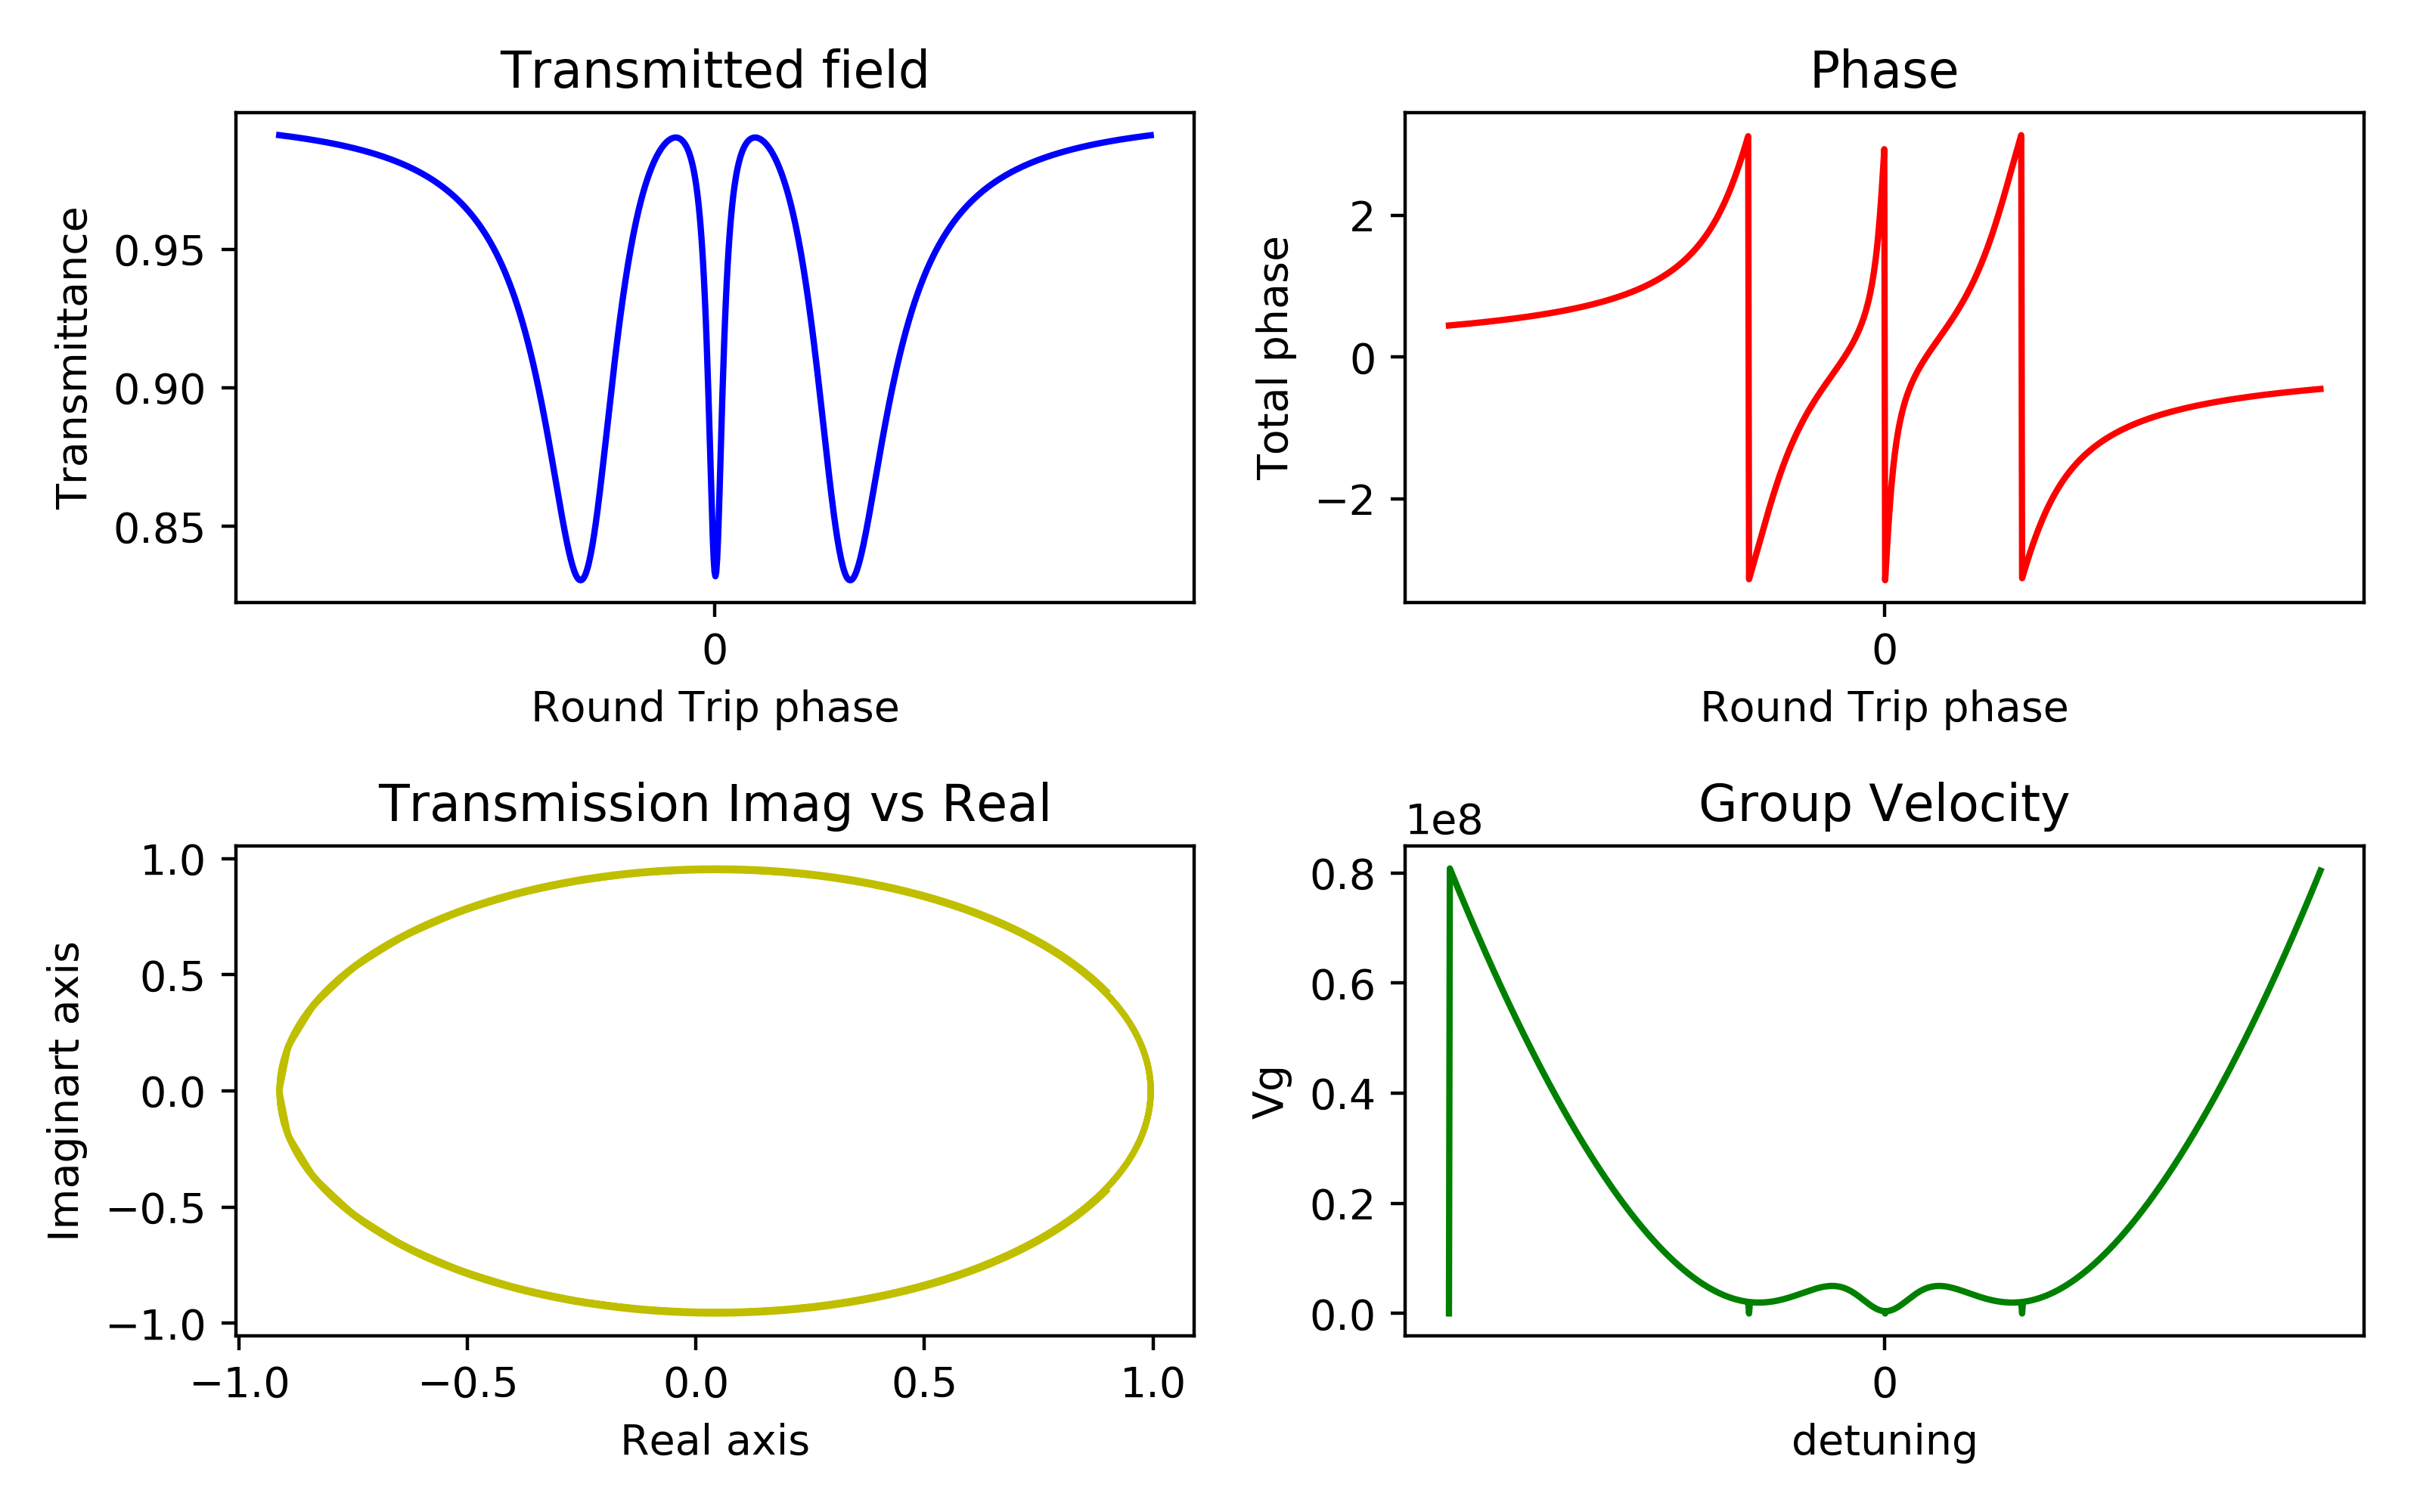 Transmitted field
Transmittance
0.95
0.90
0.85
0
Round Trip phase
Phase
Total phase
2
0
−2
0
Round Trip phase
Transmission Imag vs Real
Imaginart axis
1.0
0.5
0.0
−0.5
−1.0
−1.0 −0.5 0.0 0.5 1.0
Real axis
Group Velocity
1e8
Vg
0.8
0.6
0.4
0.2
0.0
0
detuning